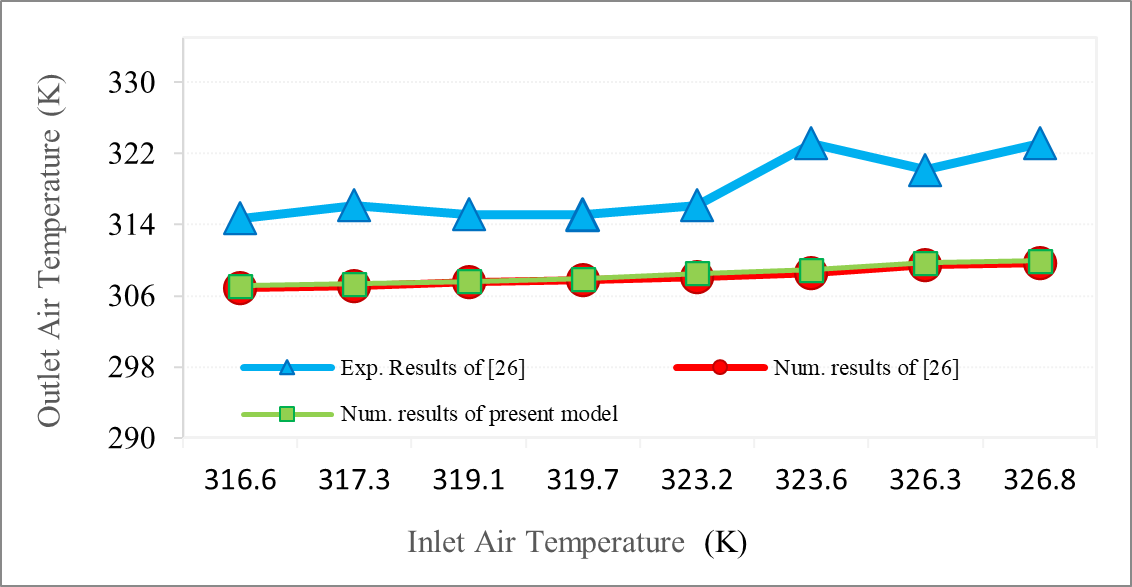 Outlet Air Temperature (K)
330
322
314
306
298
290
Exp. Results of [26]
Num. results of [26]
Num. results of present model
316.6 317.3 319.1 319.7 323.2 323.6 326.3 326.8
Inlet Air Temperature (K)